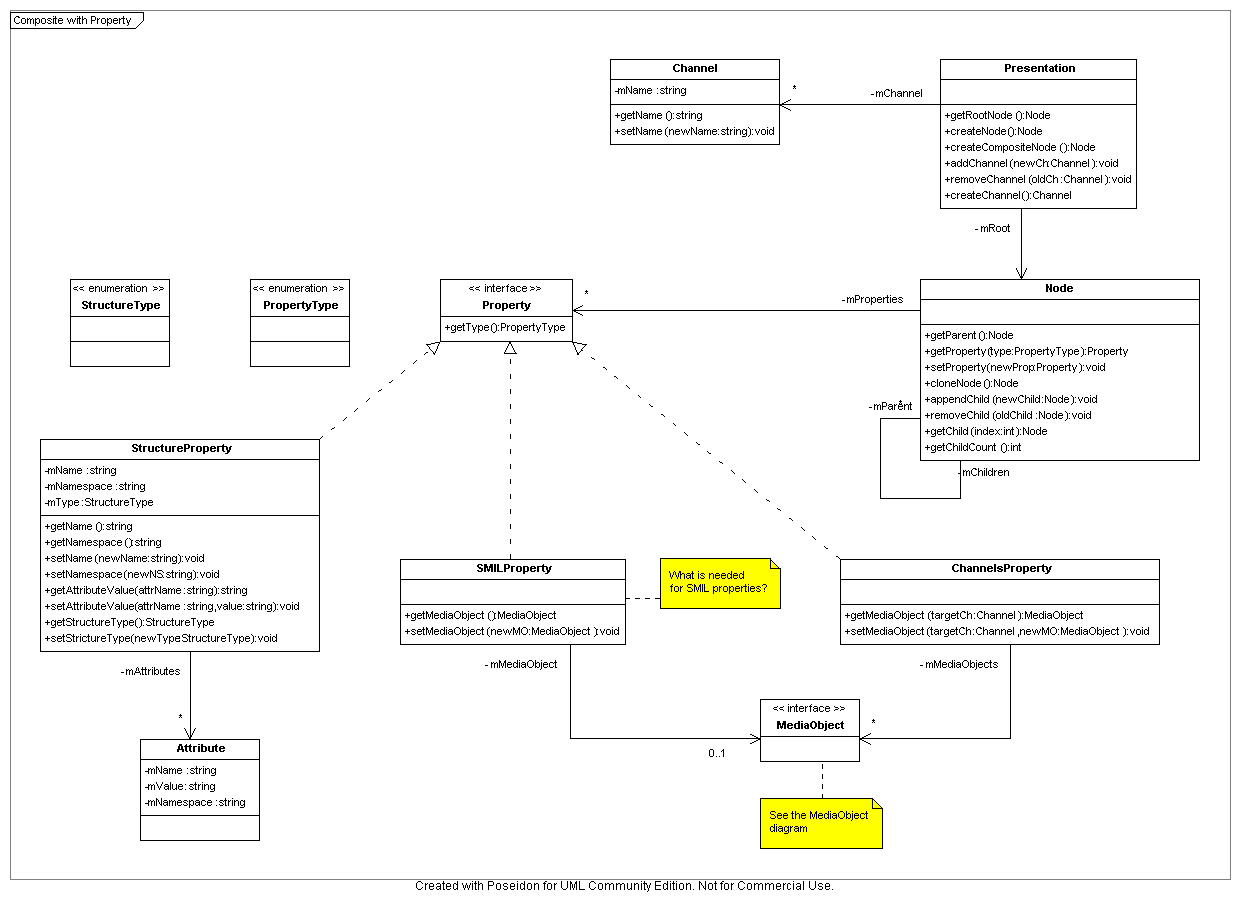 Composite with Property
Channel
-mName :string
+getName ():string
+setName (newName:string):void
*
-mChannel
Presentation
+getRootNode ():Node
+createNode():Node
+createCompositeNode ():Node
+addChannel (newCh:Channel ):void
+removeChannel (oldCh :Channel ):void
+createChannel():Channel
-mRoot
<< enumeration >>
StructureType
<< enumeration >>
PropertyType
<< interface >>
Property
+getType():PropertyType
*
-mProperties
Node
+getParent ():Node
+getProperty(type:PropertyType):Property
+setProperty(newProp:Property ):void
+cloneNode ():Node
+appendChild (newChild:Node):void
+removeChild (oldChild :Node):void
+getChild (index:int):Node
+getChildCount ():int
-mParent
*
-mChildren
StructureProperty
-mName :string
-mNamespace :string
-mType:StructureType
+getName ():string
+getNamespace ():string
+setName (newName:string):void
+setNamespace(newNS:string):void
+getAttributeValue(attrName :string):string
+setAttributeValue(attrName :string,value:string):void
+getStructureType():StructureType
+setStrictureType(newType:StructureType):void
SMILProperty
+getMediaObject ():MediaObject
+setMediaObject (newMO:MediaObject ):void
What is needed
for SMIL properties?
ChannelsProperty
+getMediaObject (targetCh:Channel ):MediaObject
+setMediaObject (targetCh:Channel ,newMO:MediaObject ):void
-mAttributes
*
-mMediaObject
0..1
-mMediaObjects
*
<< interface >>
MediaObject
Attribute
-mName :string
-mValue:string
-mNamespace :string
See the MediaObject
diagram
Created with Poseidon for UML Community Edition. Not for Commercial Use.